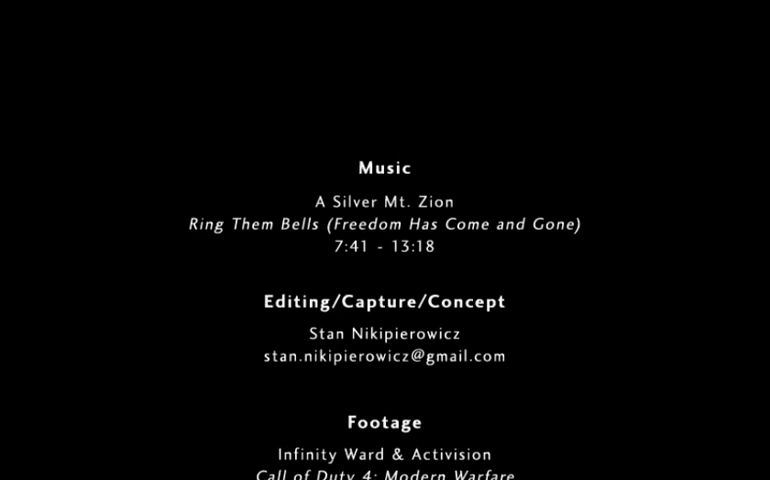 Music
A Silver Mt. Zion
Ring Them Bells (Freedom Has Come and Gone)
7:41 - 13:18
Editing/Capture/Concept
Stan Nikipierowicz
stan.nikipierowicz@gmail.com
Footage
Infinity Ward & Activision
Call of Duty 4: Modern Warfare